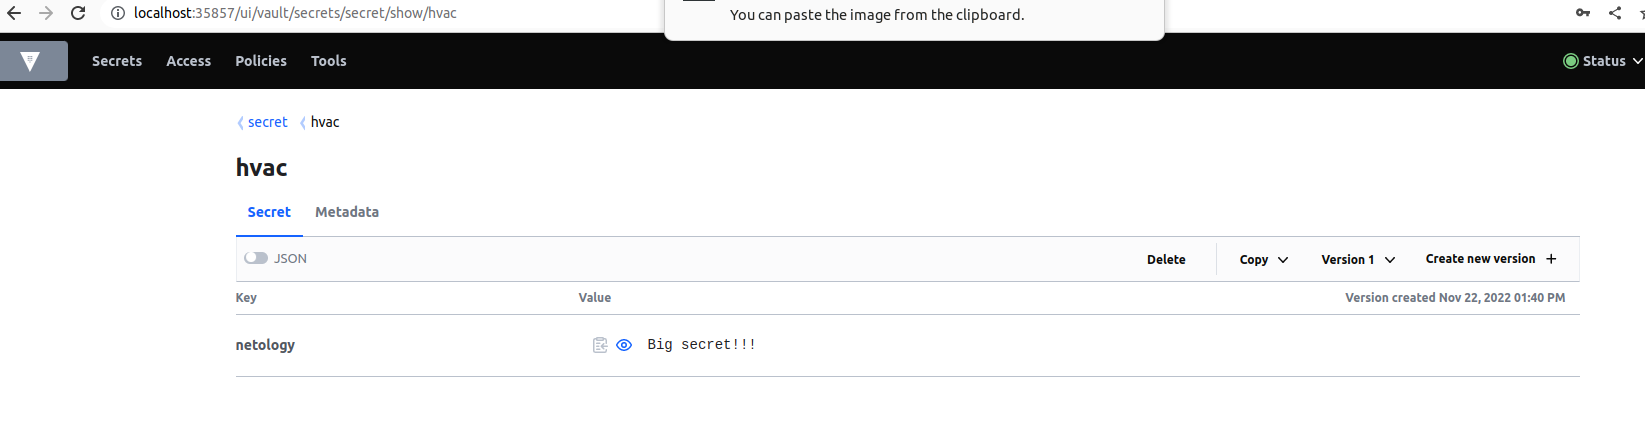 localhost:35857/ui/vault/secrets/secret/show/hvac
You can paste the image from the clipboard.
Secrets Access Policies Tools Status
secret hvac
hvac
Secret Metadata
JSON Delete Copy Version 1 Create new version +
Key Value Version created Nov 22, 2022 01:40 PM
netology Big secret!!!